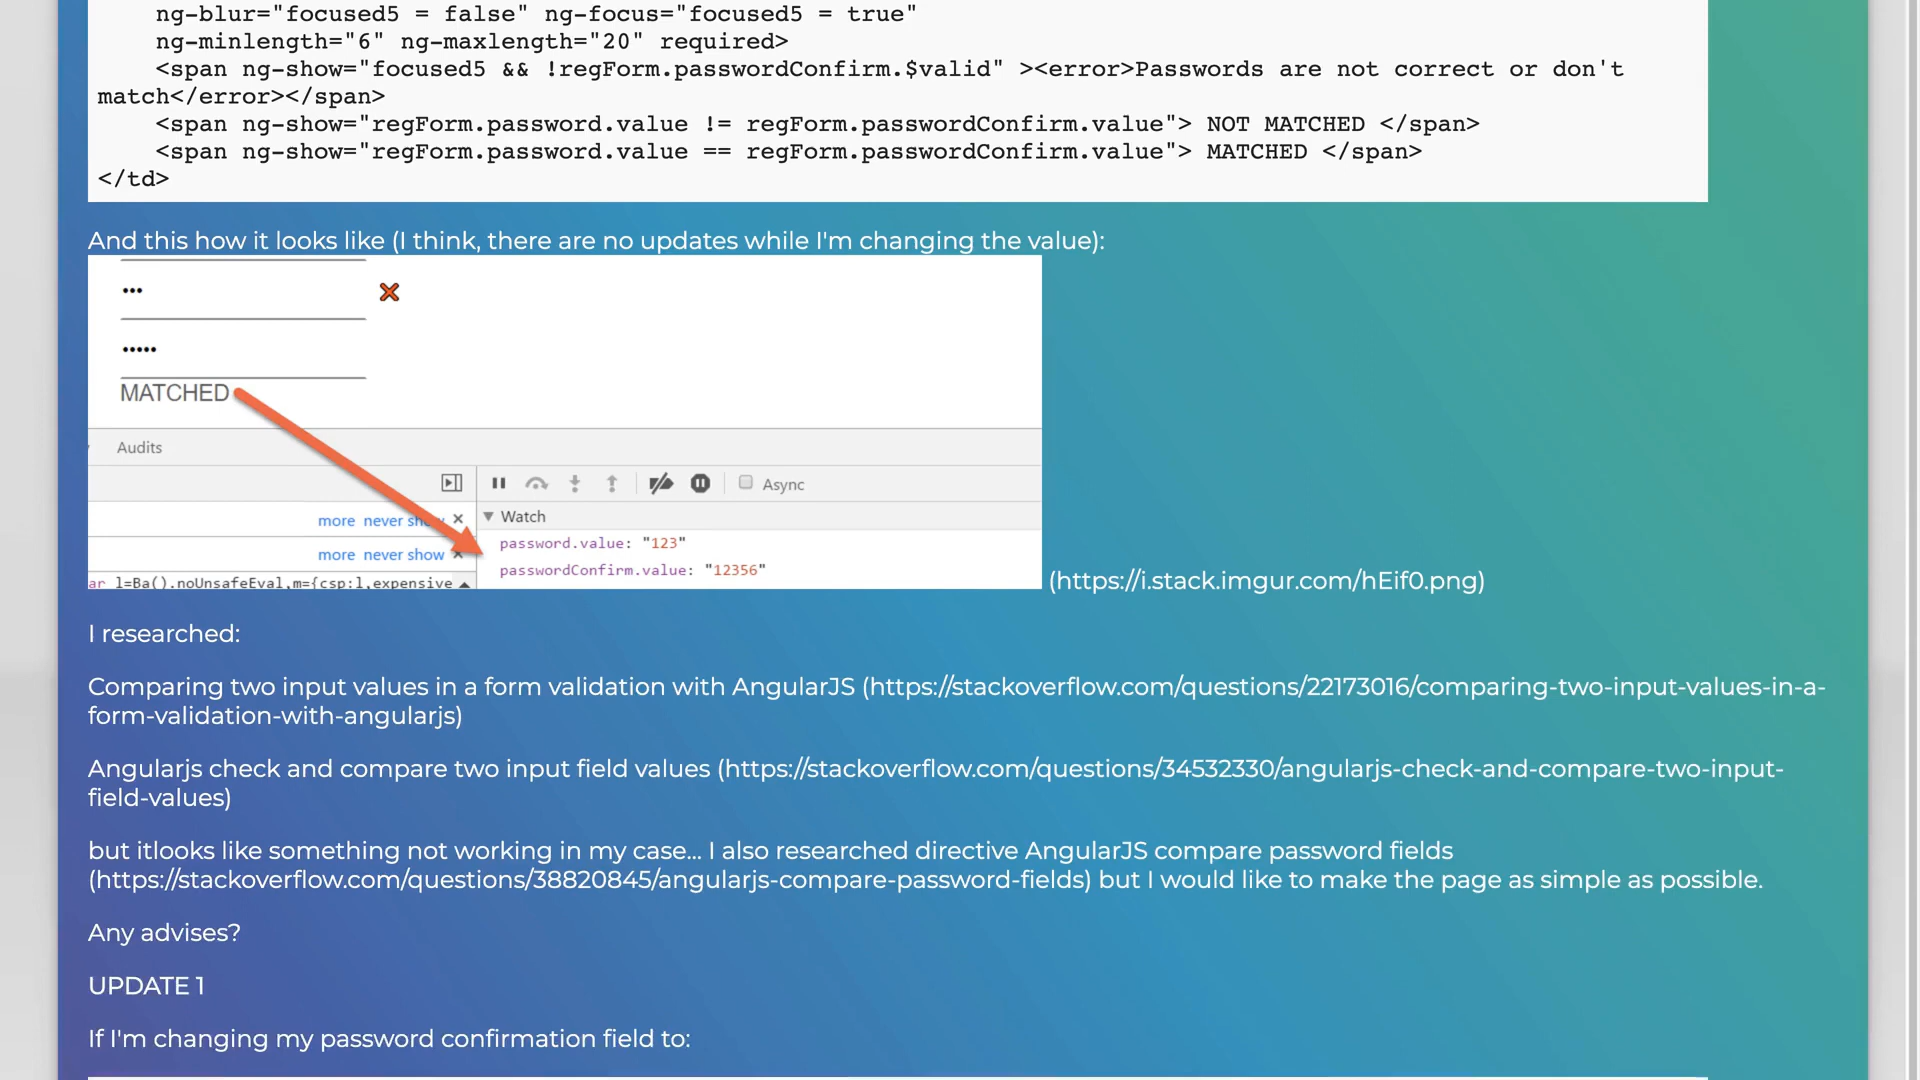 ng-blur="focused5 = false" ng-focus="focused5 = true"
ng-minlength="6" ng-maxlength="20" required>
<span ng-show="focused5 && !regForm.passwordConfirm.$valid" ><error>Passwords are not correct or don't
match</error></span>
<span ng-show="regForm.password.value != regForm.passwordConfirm.value"> NOT MATCHED </span>
<span ng-show="regForm.password.value == regForm.passwordConfirm.value"> MATCHED </span>
</td>
And this how it looks like (I think, there are no updates while I'm changing the value):
•••
•••••
MATCHED
Audits
Async
more never show ×
Watch
password.value: "123"
more never show ×
passwordConfirm.value: "12356"
ar l=Ba().noUnsafeEval,m={csp:l,expensive
(https://i.stack.imgur.com/hEif0.png)
I researched:
Comparing two input values in a form validation with AngularJS (https://stackoverflow.com/questions/22173016/comparing-two-input-values-in-a-
form-validation-with-angularjs)
Angularjs check and compare two input field values (https://stackoverflow.com/questions/34532330/angularjs-check-and-compare-two-input-
field-values)
but itlooks like something not working in my case... I also researched directive AngularJS compare password fields
(https://stackoverflow.com/questions/38820845/angularjs-compare-password-fields) but I would like to make the page as simple as possible.
Any advises?
UPDATE 1
If I'm changing my password confirmation field to: